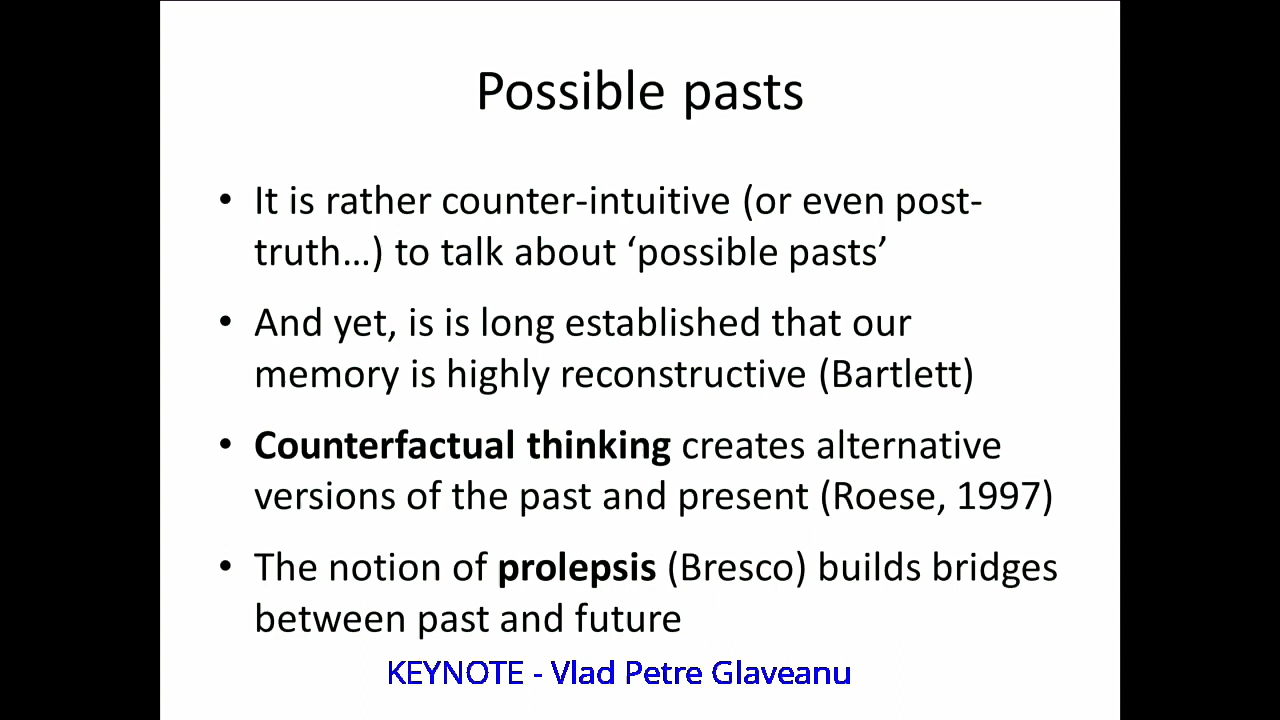 Possible pasts
• It is rather counter-intuitive (or even post-
truth…) to talk about ‘possible pasts’
• And yet, is is long established that our
memory is highly reconstructive (Bartlett)
• Counterfactual thinking creates alternative
versions of the past and present (Roese, 1997)
• The notion of prolepsis (Bresco) builds bridges
between past and future
KEYNOTE - Vlad Petre Glaveanu